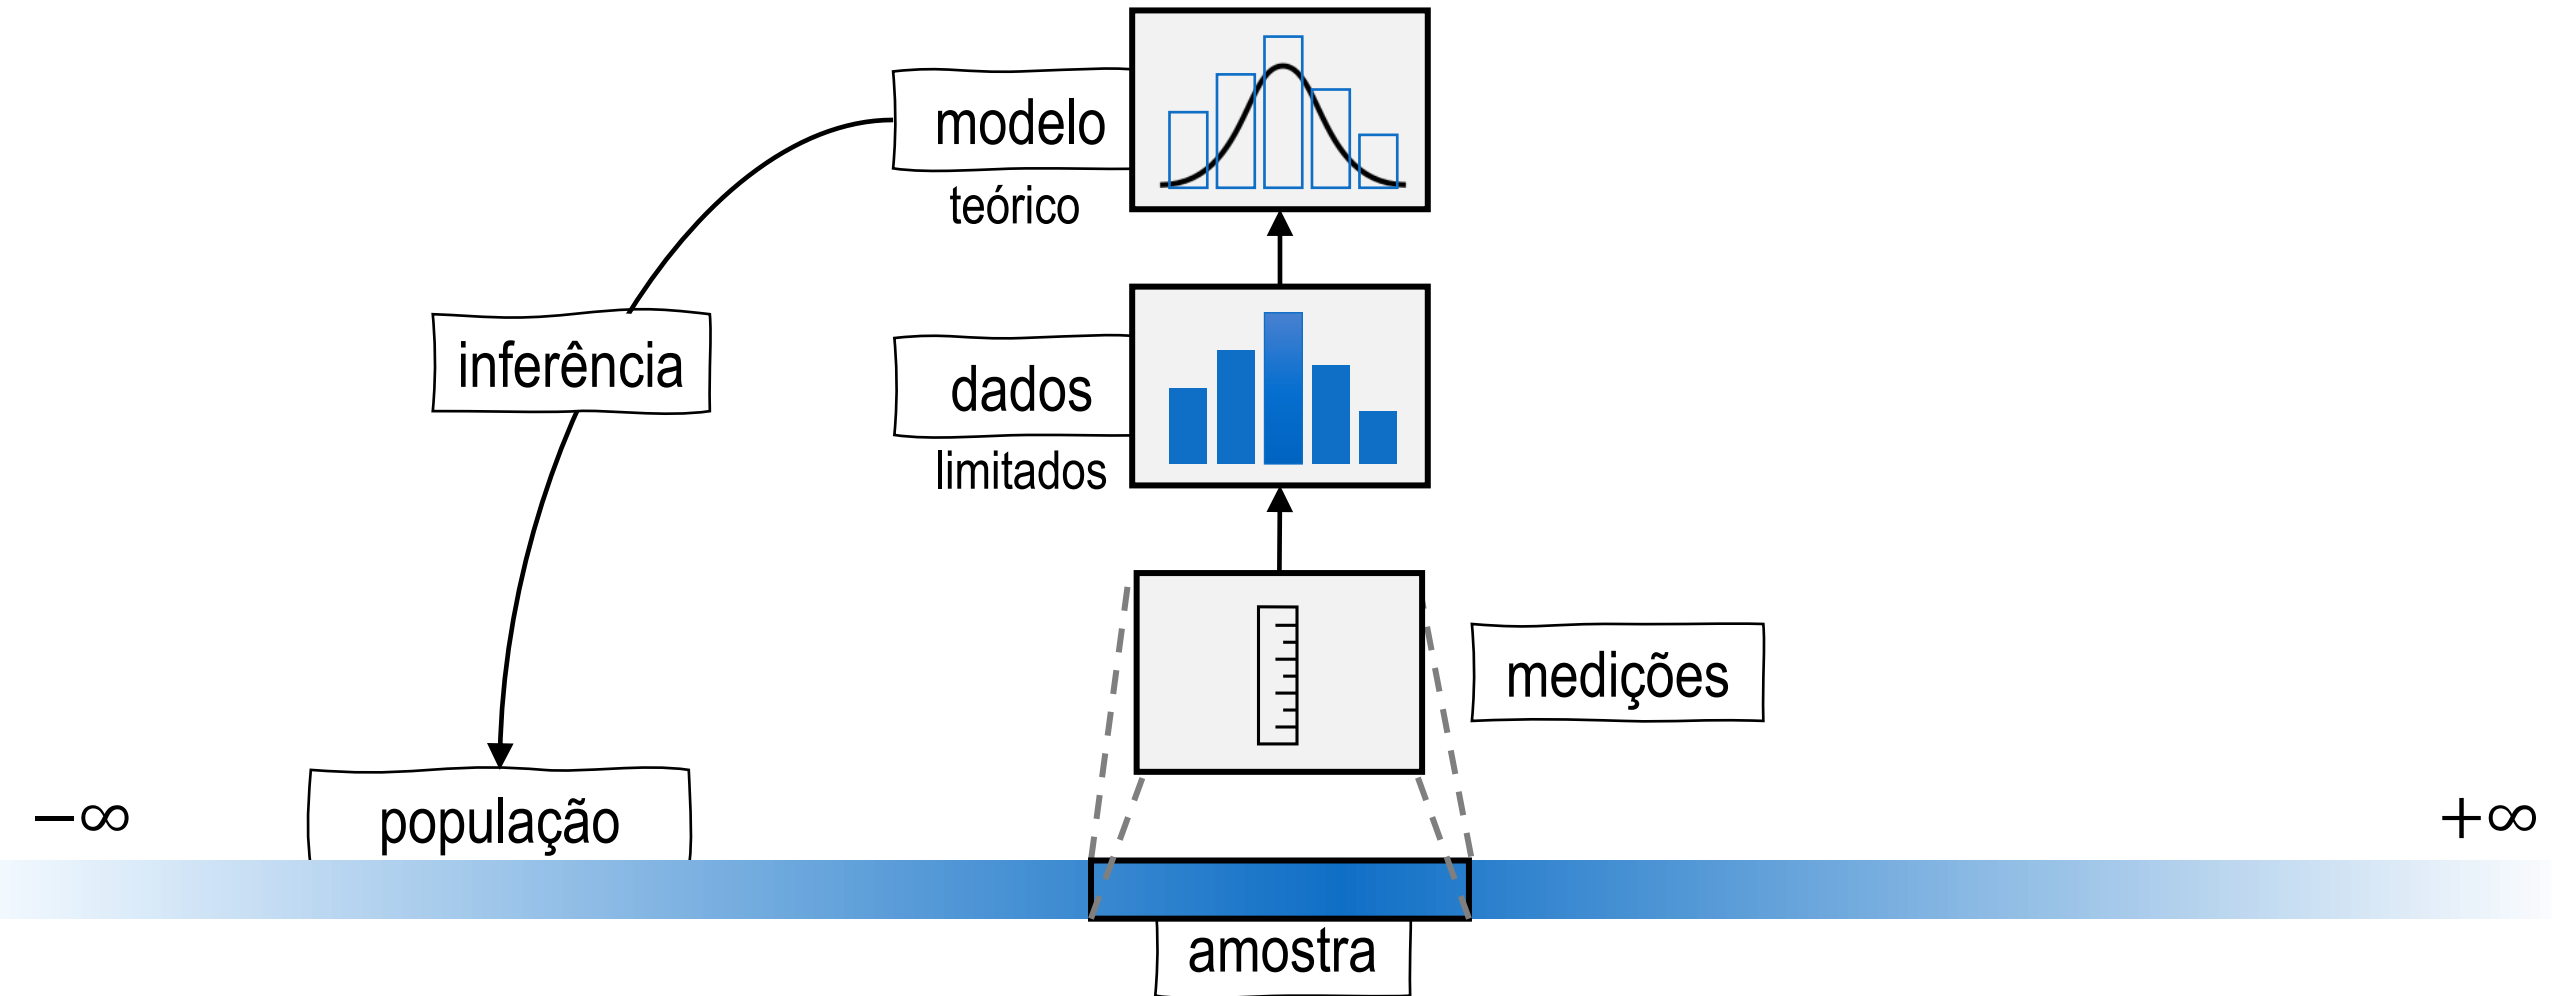 modelo
teórico
inferência
dados
limitados
medições
−∞
população
+∞
amostra